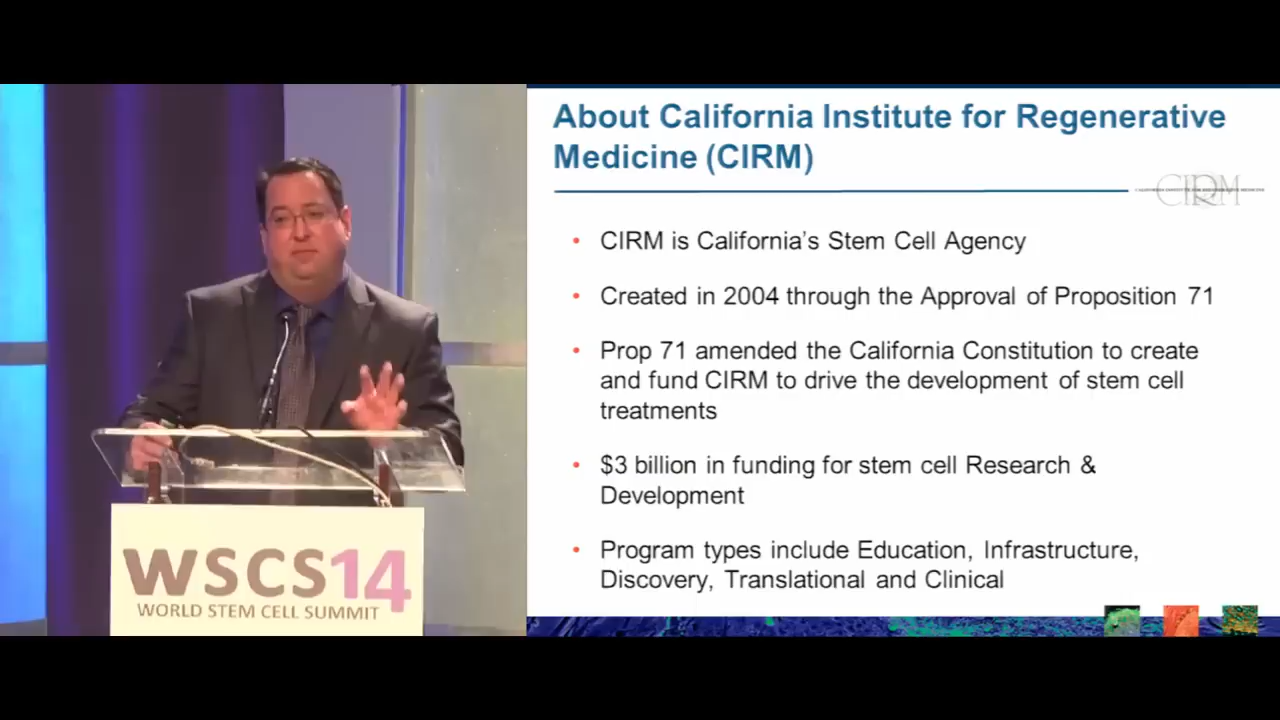 About California Institute for Regenerative
Medicine (CIRM)
CIRM
• CIRM is California's Stem Cell Agency
• Created in 2004 through the Approval of Proposition 71
• Prop 71 amended the California Constitution to create
and fund CIRM to drive the development of stem cell
treatments
• $3 billion in funding for stem cell Research &
Development
• Program types include Education, Infrastructure,
Discovery, Translational and Clinical
WSCS14
WORLD STEM CELL SUMMIT